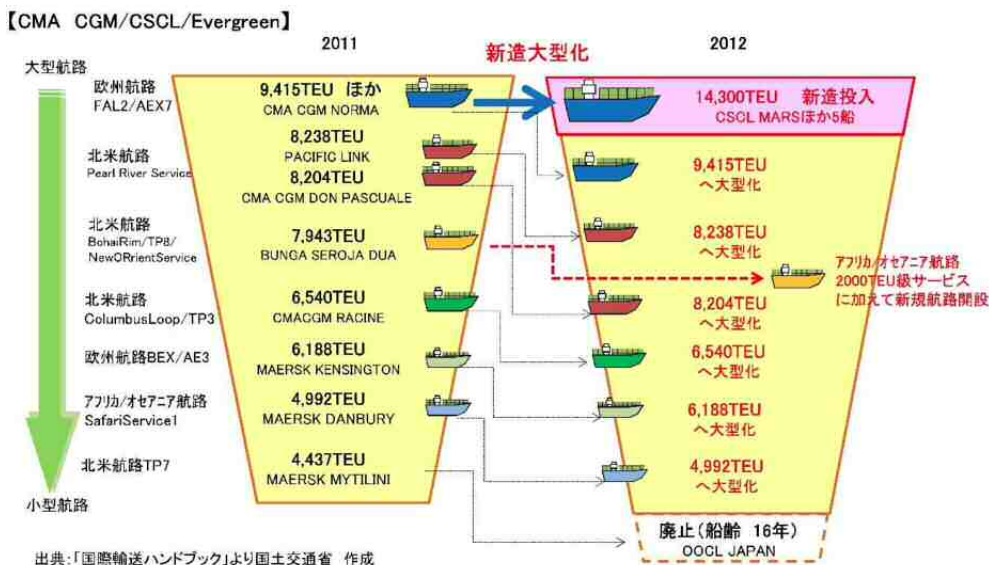 【CMA CGM/CSCL/Evergreen】
2011
新造大型化
2012
大型航路
欧州航路
FAL2/AEX7
9,415TEU ほか
CMA CGM NORMA
14,300TEU 新造投入
CSCL MARSほか5船
北米航路
Pearl River Service
8,238TEU
PACIFIC LINK
8,204TEU
CMA CGM DON PASCUALE
9,415TEU
へ大型化
北米航路
BohaiRim/TP8/
NewORrientService
7,943TEU
BUNGA SEROJA DUA
8,238TEU
へ大型化
アフリカ/オセアニア航路
2000TEU級サービス
に加えて新規航路開設
北米航路
ColumbusLoop/TP3
6,540TEU
CMACGM RACINE
8,204TEU
へ大型化
欧州航路BEX/AE3
6,188TEU
MAERSK KENSINGTON
6,540TEU
へ大型化
アフリカ/オセアニア航路
SafariService1
4,992TEU
MAERSK DANBURY
6,188TEU
へ大型化
北米航路TP7
4,437TEU
MAERSK MYTILINI
4,992TEU
へ大型化
小型航路
廃止(船齢 16年)
OOCL JAPAN
出典:「国際輸送ハンドブック」より国土交通省 作成